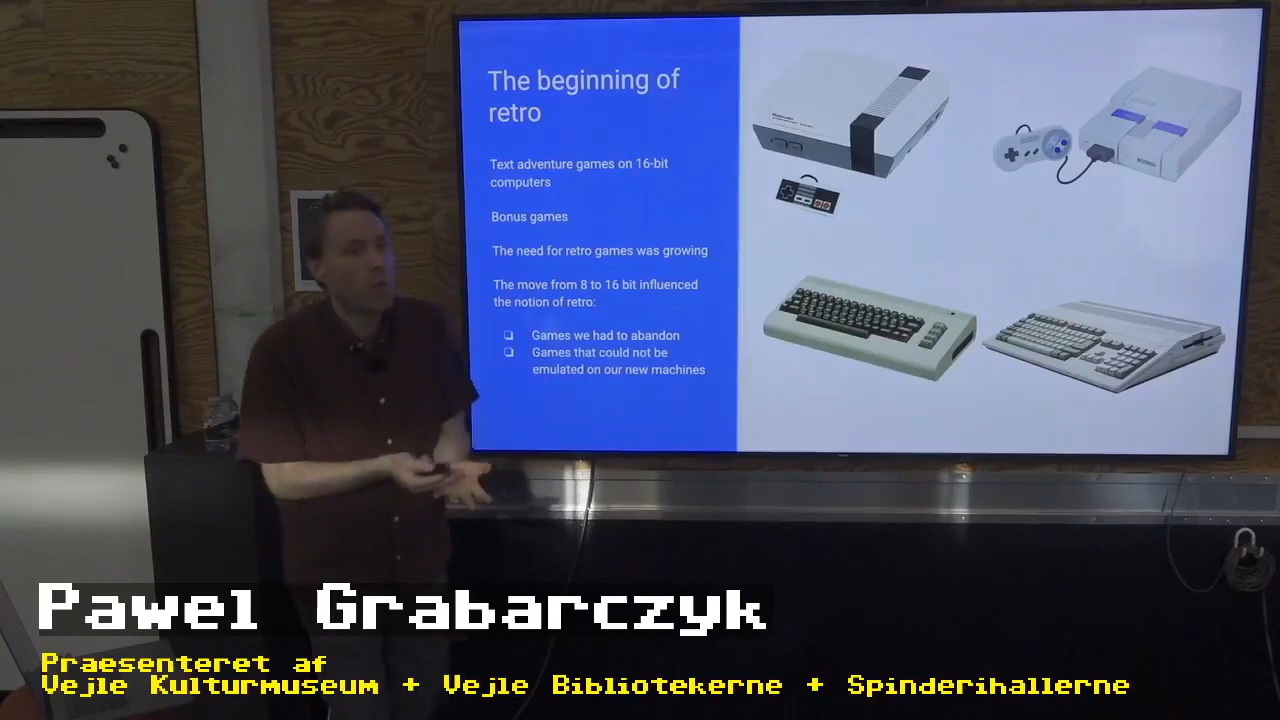 The beginning of
retro
Text adventure games on 16-bit
computers
Bonus games
The need for retro games was growing
The move from 8 to 16 bit influenced
the notion of retro:
❏ Games we had to abandon
❏ Games that could not be
emulated on our new machines
Pawel Grabarczyk
Praesenteret af
Vejle Kulturmuseum + Vejle Bibliotekerne + Spinderihallerne